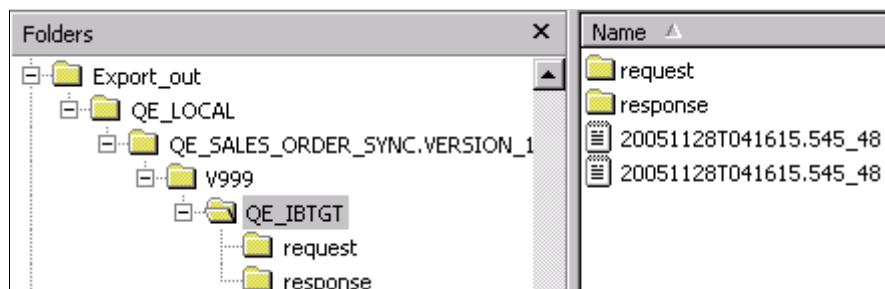 Folders
Export_out
QE_LOCAL
QE_SALES_ORDER_SYNC.VERSION_1
V999
QE_IBTGT
request
response
Name
request
response
20051128T041615.545_48
20051128T041615.545_48